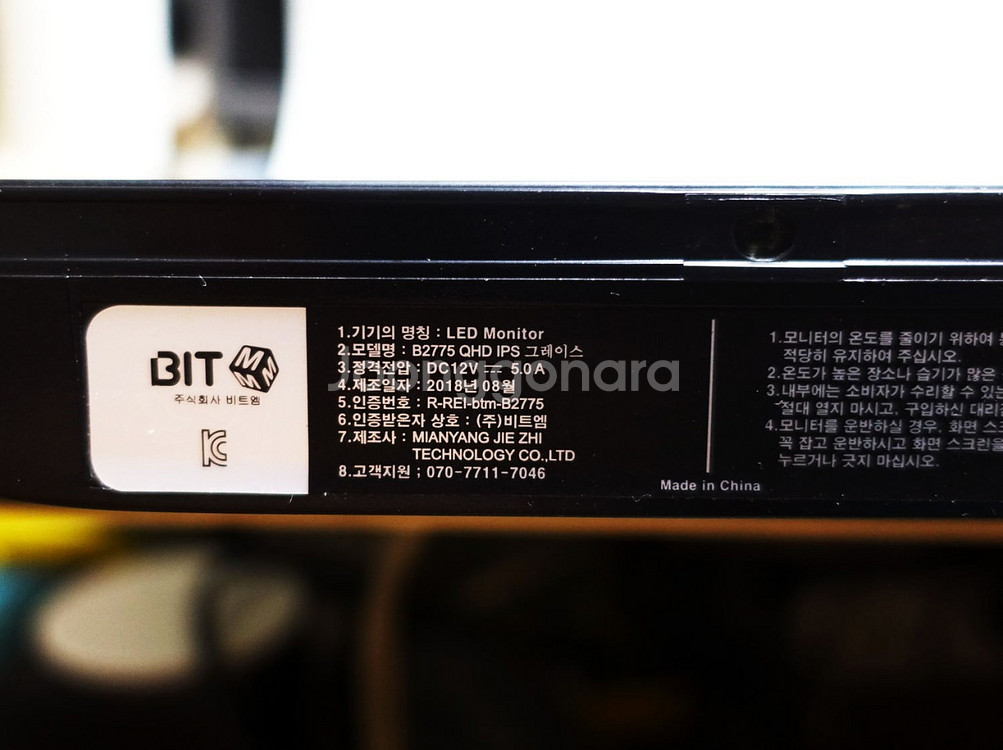 BIT
MM
MM
주식회사 비트엠
1.기기의 명칭 : LED Monitor
2.모델명 : B2775 QHD IPS 그레이스
3.정격전압 : DC12V⎓ 5.0A
4.제조일자 : 2018년 08월
5.인증번호 : R-REI-btm-B2775
6.인증받은자 상호 : (주)비트엠
7.제조사 : MIANYANG JIE ZHI
TECHNOLOGY CO.,LTD
8.고객지원 : 070-7711-7046
Made in China
1.모니터의 온도를 줄이기 위하여
적당히 유지하여 주십시오.
2.온도가 높은 장소나 습기가 많은
3.내부에는 소비자가 수리할 수 있는
절대 열지 마시고, 구입하신 대리
4.모니터를 운반하실 경우, 화면 스크
꼭 잡고 운반하시고 화면 스크린을
누르거나 긋지 마십시오.
Joonggonara